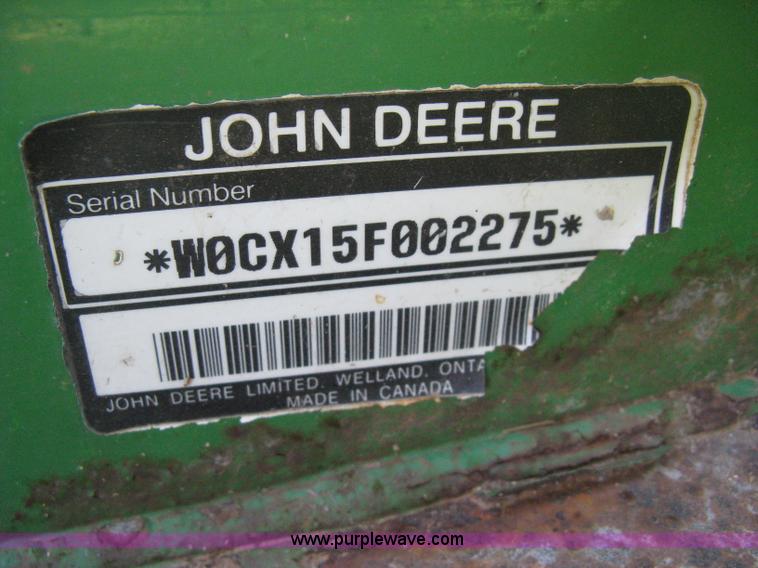 JOHN DEERE
Serial Number
*W0CX15F002275*
JOHN DEERE LIMITED. WELLAND. ONTA
MADE IN CANADA
www.purplewave.com